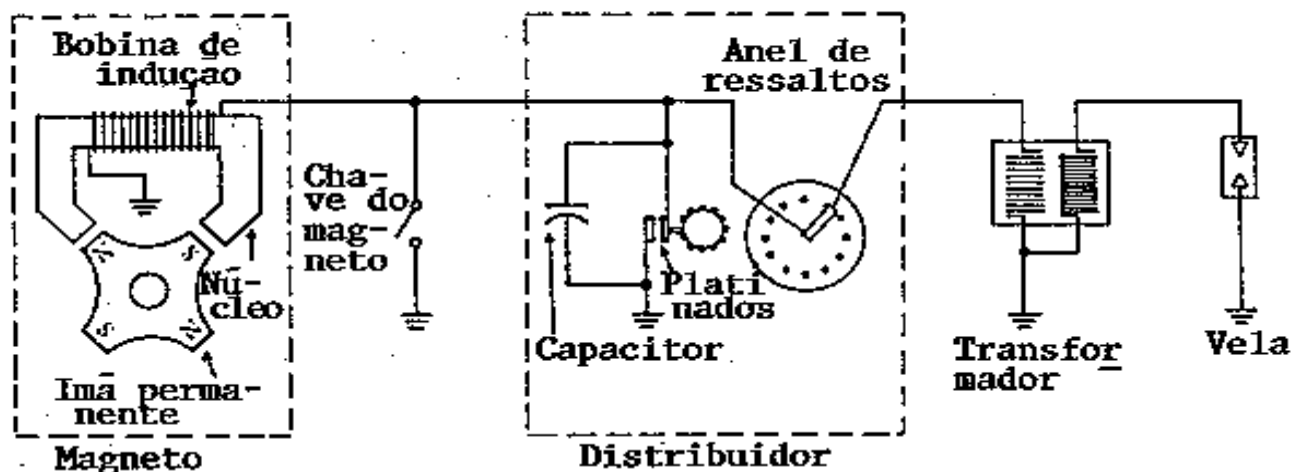 Bobina de
indução
Anel de
ressaltos
Cha-
ve do
mag-
neto
N
S
S
N
Nú-
cleo
Platí
nados
Capacitor
Transfor
mador
Vela
Imã perma-
nente
Magneto
Distribuidor